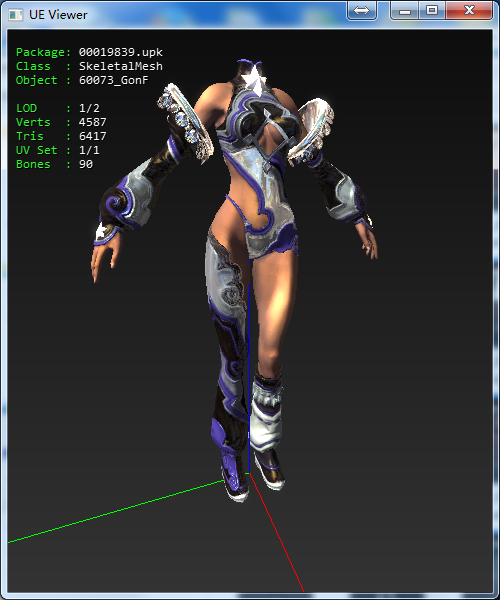 UE Viewer
Package: 00019839.upk
Class : SkeletalMesh
Object : 60073_GonF
LOD : 1/2
Verts : 4587
Tris : 6417
UV Set : 1/1
Bones : 90